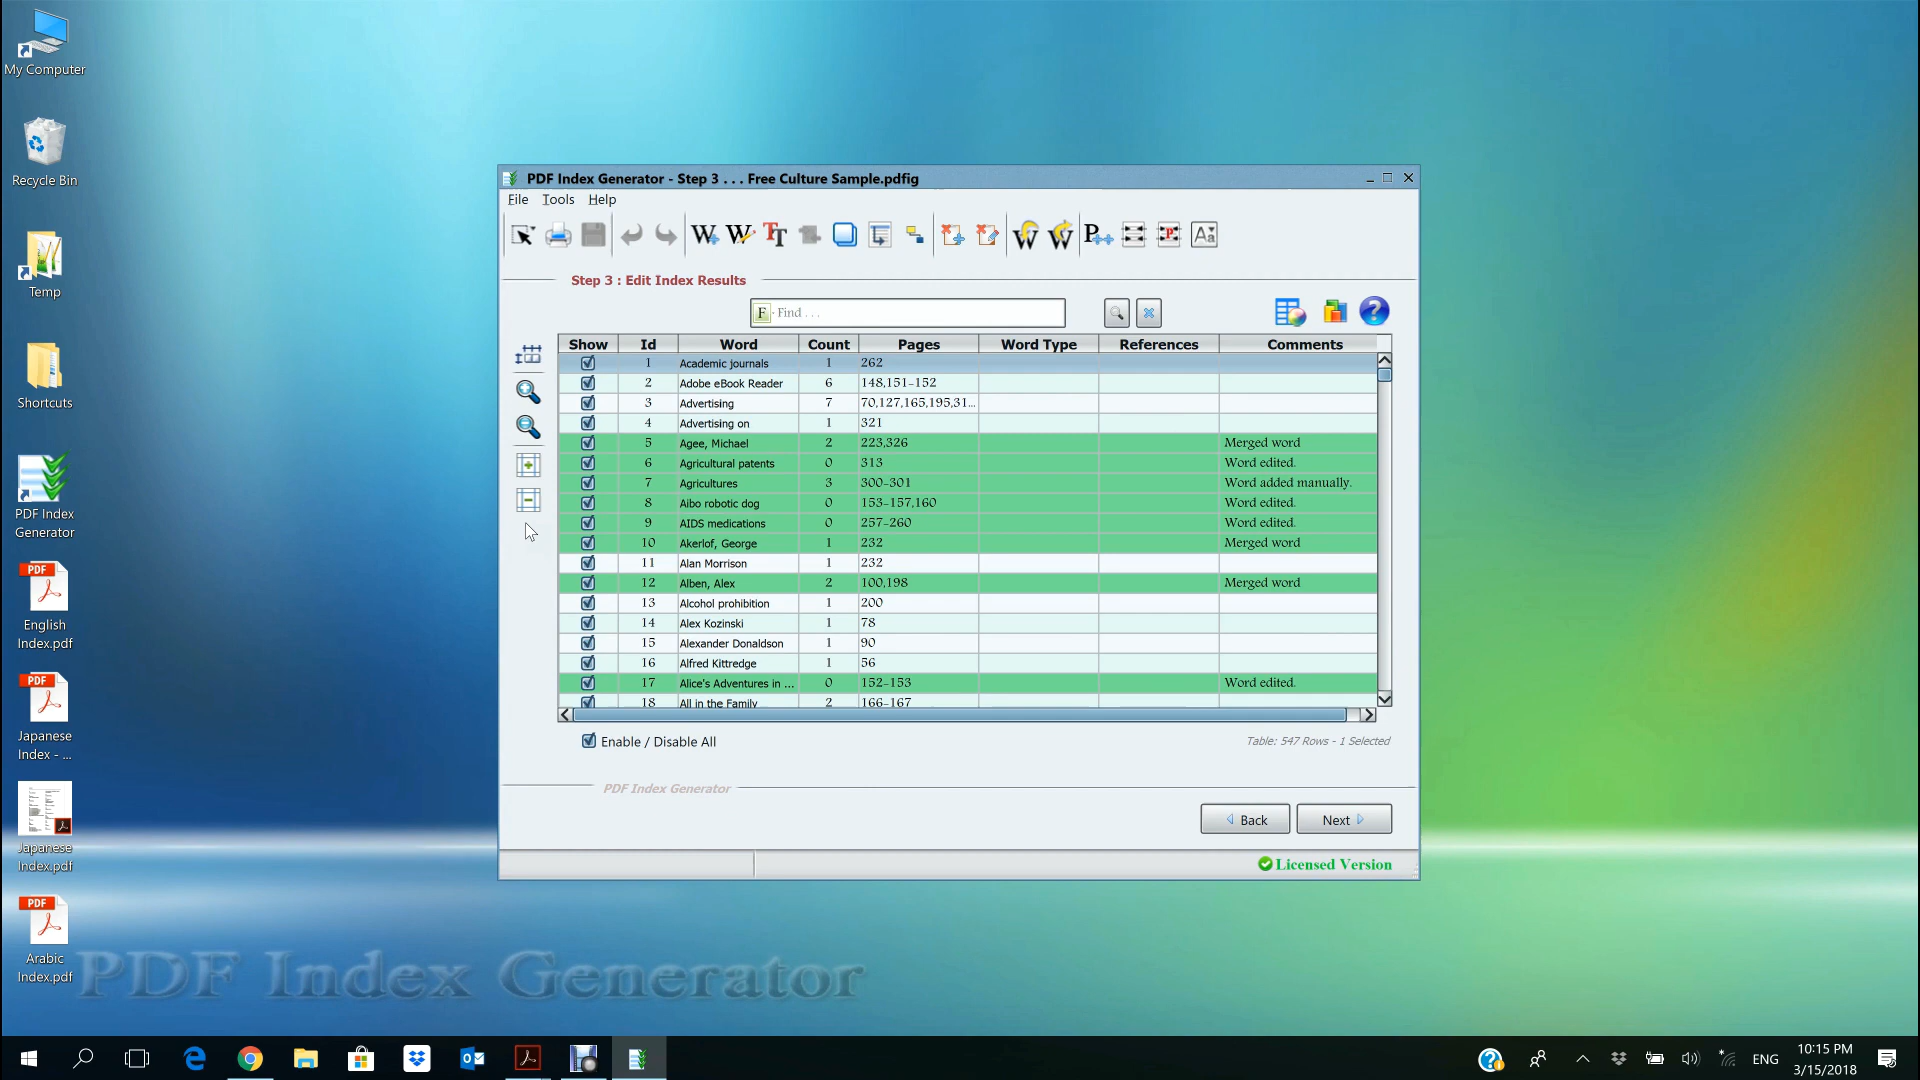 My Computer
Recycle Bin
Temp
Shortcuts
PDF Index
Generator
PDF
English
Index.pdf
PDF
Japanese
Index - ...
Japanese
Index.pdf
PDF
Arabic
Index.pdf
PDF Index Generator
PDF Index Generator - Step 3 . . . Free Culture Sample.pdfig
File Tools Help
Step 3 : Edit Index Results
F Find . . .
Show Id Word Count Pages Word Type References Comments
1 Academic journals 1 262
2 Adobe eBook Reader 6 148,151-152
3 Advertising 7 70,127,165,195,31...
4 Advertising on 1 321
5 Agee, Michael 2 223,326 Merged word
6 Agricultural patents 0 313 Word edited.
7 Agricultures 3 300-301 Word added manually.
8 Aibo robotic dog 0 153-157,160 Word edited.
9 AIDS medications 0 257-260 Word edited.
10 Akerlof, George 1 232 Merged word
11 Alan Morrison 1 232
12 Alben, Alex 2 100,198 Merged word
13 Alcohol prohibition 1 200
14 Alex Kozinski 1 78
15 Alexander Donaldson 1 90
16 Alfred Kittredge 1 56
17 Alice's Adventures in ... 0 152-153 Word edited.
18 All in the Family 2 166-167
Enable / Disable All
Table: 547 Rows - 1 Selected
PDF Index Generator
Back Next
Licensed Version
ENG
10:15 PM
3/15/2018